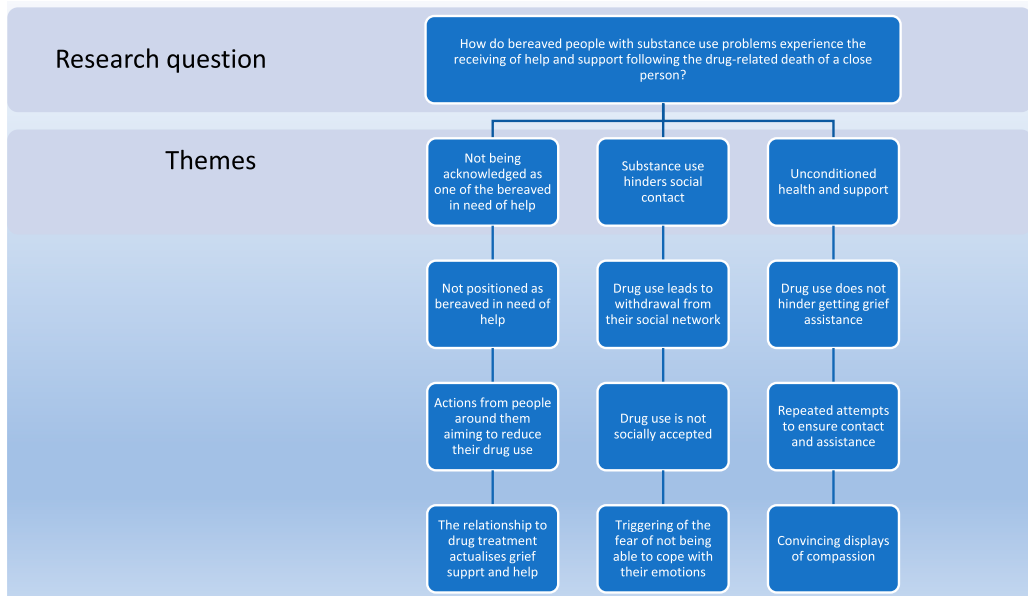 Research question
How do bereaved people with substance use problems experience the
receiving of help and support following the drug-related death of a close
person?
Themes
Not being
acknowledged as
one of the bereaved
in need of help
Substance use
hinders social
contact
Unconditioned
health and support
Not positioned as
bereaved in need of
help
Drug use leads to
withdrawal from
their social network
Drug use does not
hinder getting grief
assistance
Actions from people
around them
aiming to reduce
their drug use
Drug use is not
socially accepted
Repeated attempts
to ensure contact
and assistance
The relationship to
drug treatment
actualises grief
supprt and help
Triggering of the
fear of not being
able to cope with
their emotions
Convincing displays
of compassion